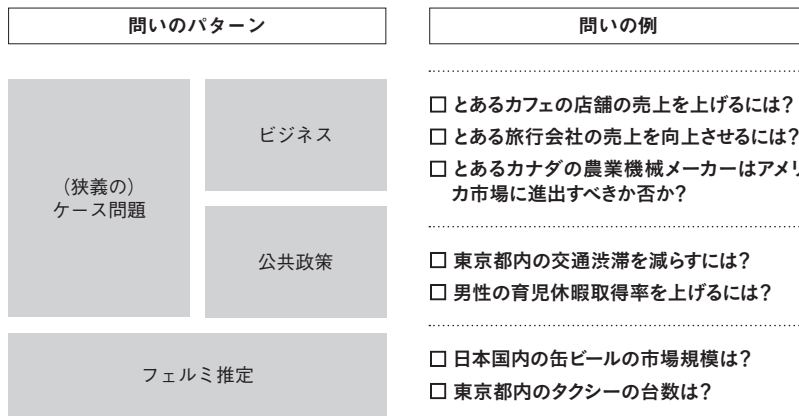 問いのパターン
問いの例
(狭義の)
ケース問題
ビジネス
公共政策
フェルミ推定
□ とあるカフェの店舗の売上を上げるには?
□ とある旅行会社の売上を向上させるには?
□ とあるカナダの農業機械メーカーはアメリ
カ市場に進出すべきか否か?
□ 東京都内の交通渋滞を減らすには?
□ 男性の育児休暇取得率を上げるには?
□ 日本国内の缶ビールの市場規模は?
□ 東京都内のタクシーの台数は?